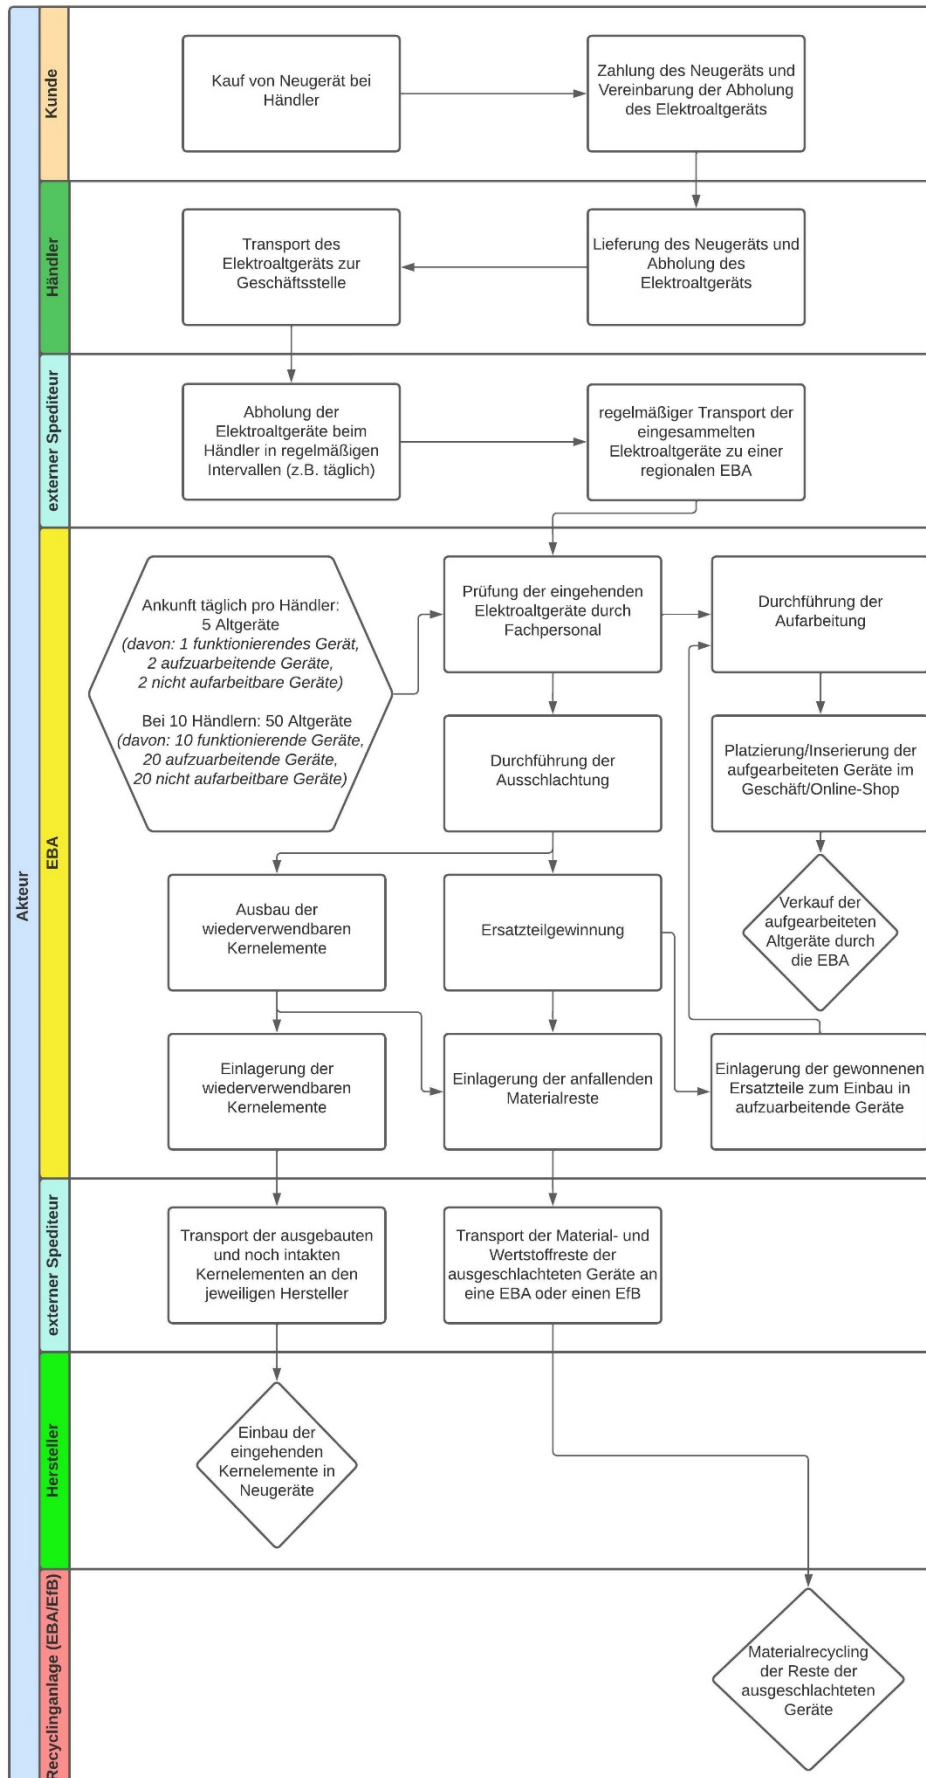 Akteur
Kunde
Kauf von Neugerät bei
Händler
Zahlung des Neugeräts und
Vereinbarung der Abholung
des Elektroaltgeräts
Händler
Transport des
Elektroaltgeräts zur
Geschäftsstelle
Lieferung des Neugeräts und
Abholung des
Elektroaltgeräts
externer Spediteur
Abholung der
Elektroaltgeräte beim
Händler in regelmäßigen
Intervallen (z.B. täglich)
regelmäßiger Transport der
eingesammelten
Elektroaltgeräte zu einer
regionalen EBA
EBA
Ankunft täglich pro Händler:
5 Altgeräte
(davon: 1 funktionierendes Gerät,
2 aufzuarbeitende Geräte,
2 nicht aufarbeitbare Geräte)
Bei 10 Händlern: 50 Altgeräte
(davon: 10 funktionierende Geräte,
20 aufzuarbeitende Geräte,
20 nicht aufarbeitbare Geräte)
Prüfung der eingehenden
Elektroaltgeräte durch
Fachpersonal
Durchführung der
Aufarbeitung
Durchführung der
Ausschlachtung
Platzierung/Inserierung der
aufgearbeiteten Geräte im
Geschäft/Online-Shop
Ausbau der
wiederverwendbaren
Kernelemente
Ersatzteilgewinnung
Verkauf der
aufgearbeiteten
Altgeräte durch
die EBA
Einlagerung der
wiederverwendbaren
Kernelemente
Einlagerung der anfallenden
Materialreste
Einlagerung der gewonnenen
Ersatzteile zum Einbau in
aufzuarbeitende Geräte
externer Spediteur
Transport der ausgebauten
und noch intakten
Kernelementen an den
jeweiligen Hersteller
Transport der Material- und
Wertstoffreste der
ausgeschlachteten Geräte an
eine EBA oder einen EfB
Hersteller
Einbau der
eingehenden
Kernelemente in
Neugeräte
Recyclinganlage (EBA/EfB)
Materialrecycling
der Reste der
ausgeschlachteten
Geräte